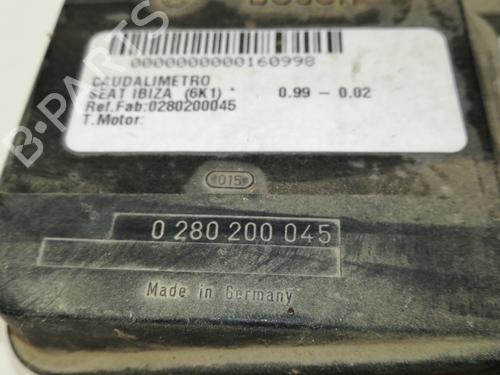 BOSCH
0000000000160998
CAUDALIMETRO
SEAT IBIZA (6K1) * 0.99 - 0.02
Ref.Fab:0280200045
T.Motor:
015
0 280 200 045
Made in Germany
B-PARTS